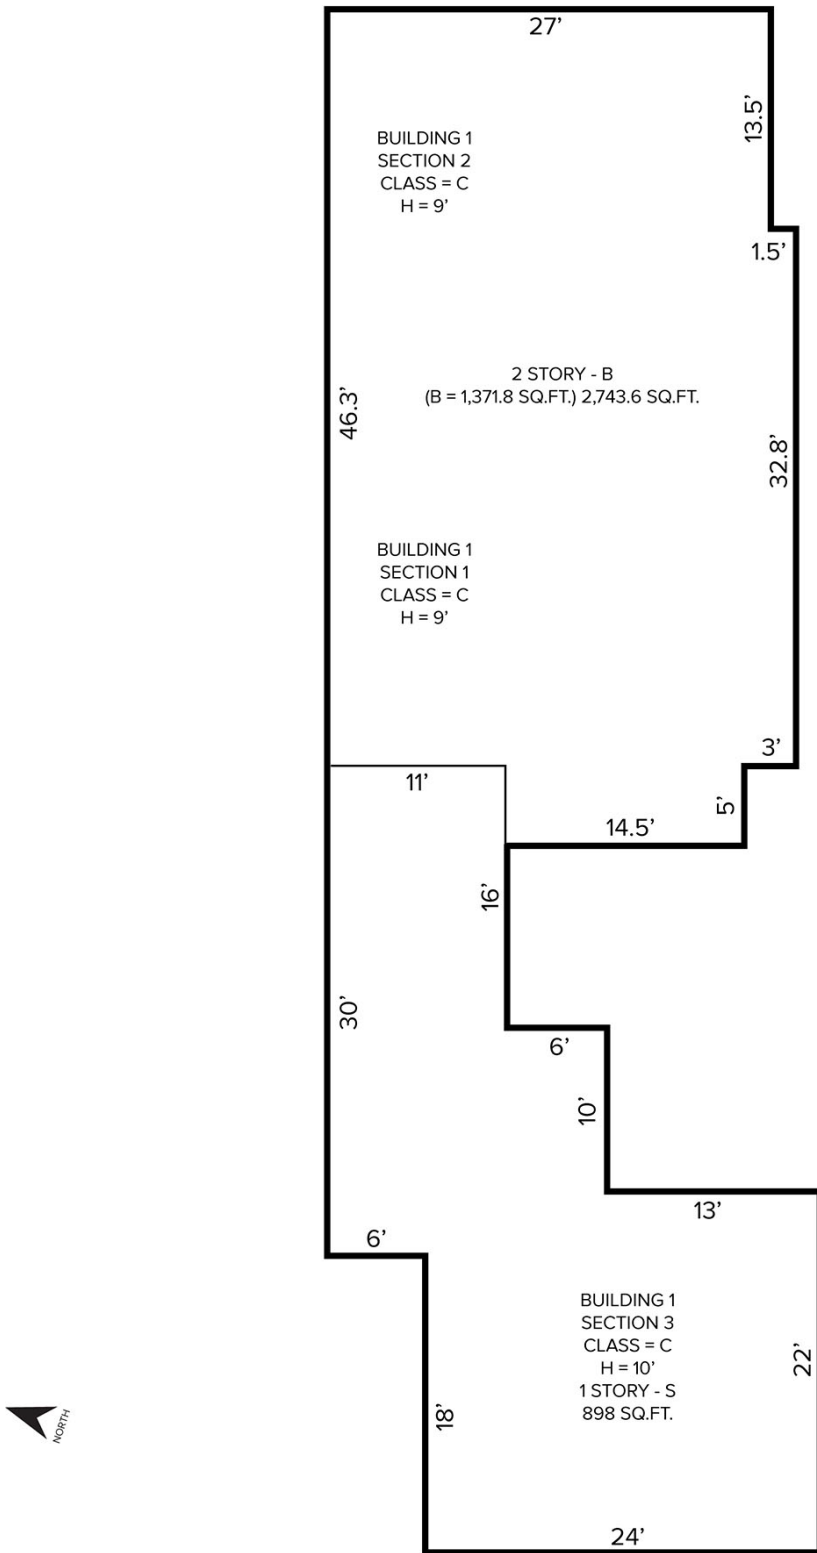 27’
13.5’
BUILDING 1
SECTION 2
CLASS = C
H = 9’
1.5’
2 STORY - B
(B = 1,371.8 SQ.FT.) 2,743.6 SQ.FT.
46.3’
32.8’
BUILDING 1
SECTION 1
CLASS = C
H = 9’
3’
11’
5’
14.5’
16’
30’
6’
10’
13’
6’
BUILDING 1
SECTION 3
CLASS = C
H = 10’
1 STORY - S
898 SQ.FT.
22’
18’
NORTH
24’